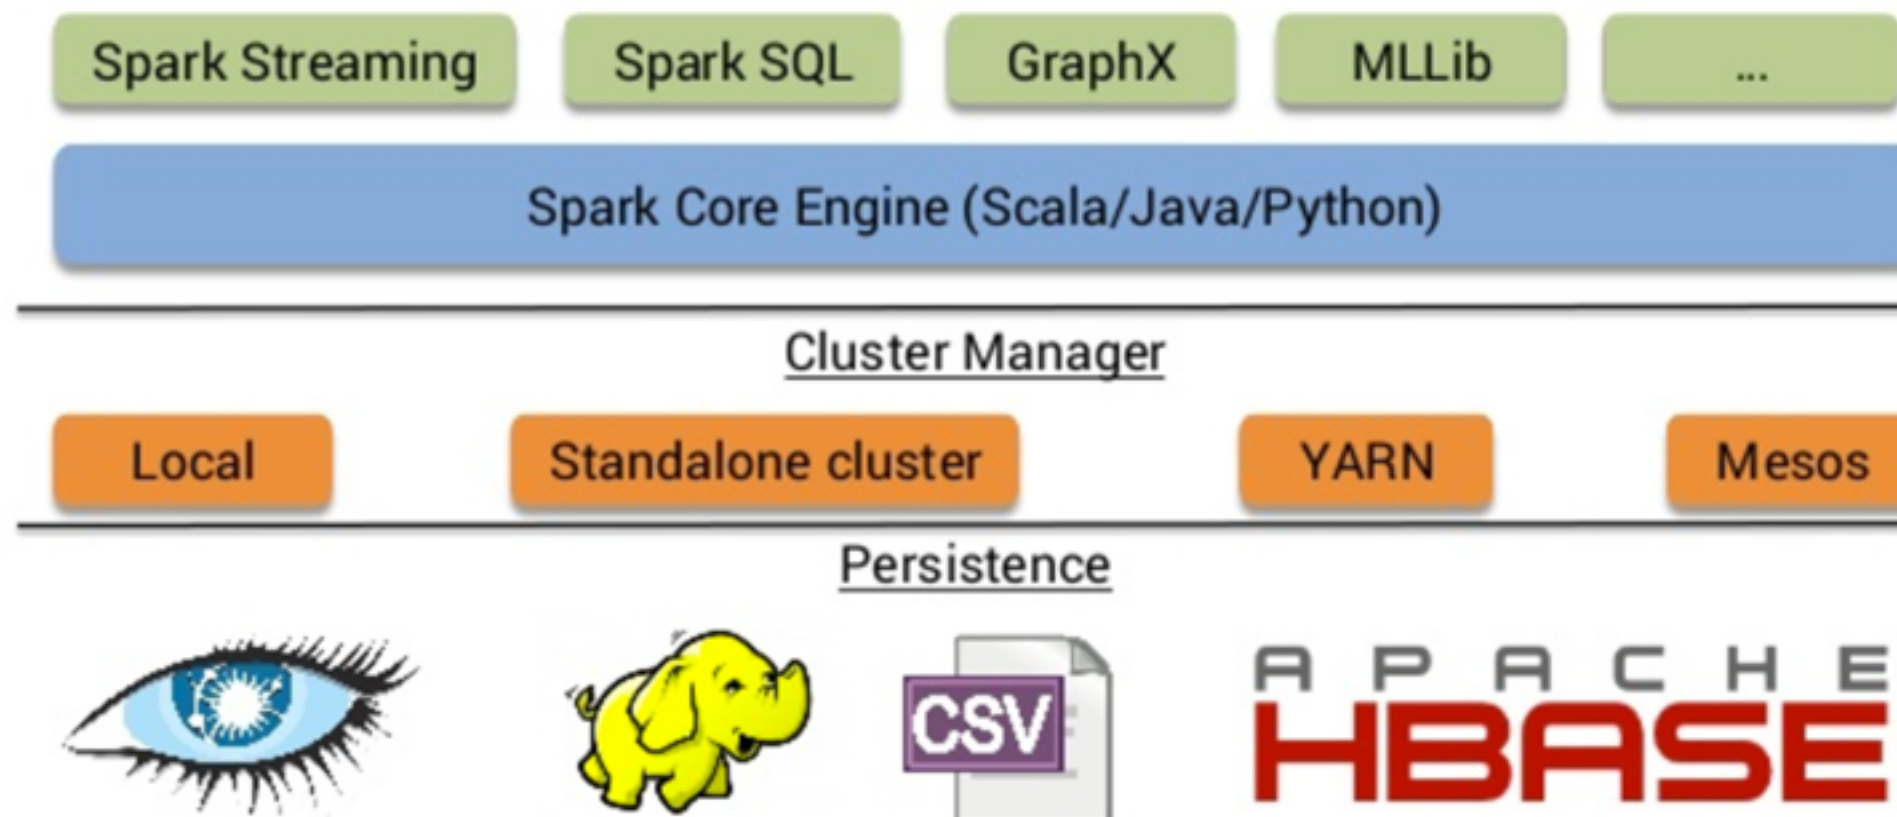 Spark Streaming
Spark SQL
GraphX
MLLib
...
Spark Core Engine (Scala/Java/Python)
Cluster Manager
Local
Standalone cluster
YARN
Mesos
Persistence
CSV
APACHE
HBASE